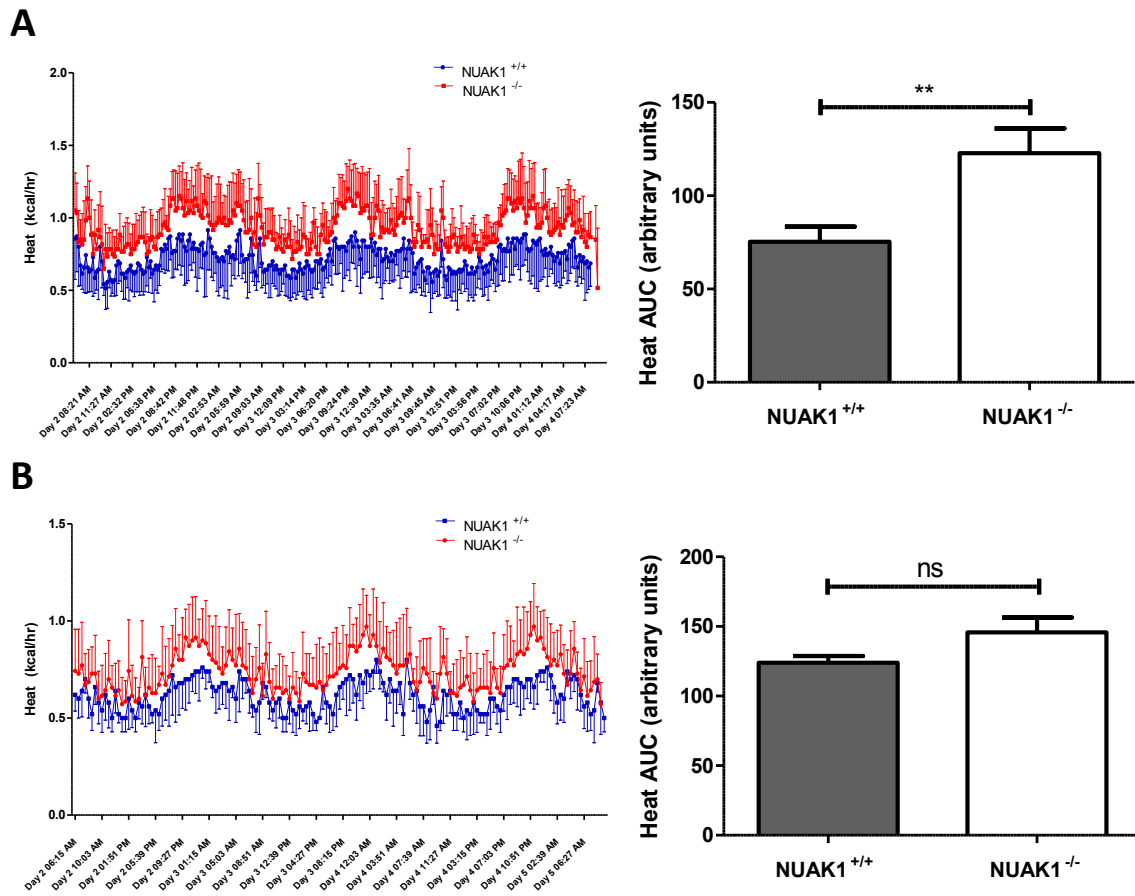 A
NUAK1 +/+
NUAK1 -/-
Heat (kcal/hr)
2.0
1.5
1.0
0.5
0.0
Day 2 08:21 AM
Day 2 11:27 AM
Day 2 02:32 PM
Day 2 05:38 PM
Day 2 08:42 PM
Day 2 11:48 PM
Day 2 02:53 AM
Day 2 05:59 AM
Day 2 09:03 AM
Day 3 12:09 PM
Day 3 03:14 PM
Day 3 06:20 PM
Day 3 09:24 PM
Day 3 12:30 AM
Day 3 03:35 AM
Day 3 06:41 AM
Day 3 09:45 AM
Day 3 12:51 PM
Day 3 03:56 PM
Day 3 07:02 PM
Day 3 10:06 PM
Day 4 01:12 AM
Day 4 04:17 AM
Day 4 07:23 AM
Heat AUC (arbitrary units)
150
100
50
0
**
NUAK1 +/+
NUAK1 -/-
B
NUAK1 +/+
NUAK1 -/-
Heat (kcal/hr)
1.5
1.0
0.5
0.0
Day 2 06:15 AM
Day 2 10:03 AM
Day 2 01:51 PM
Day 2 05:39 PM
Day 2 09:27 PM
Day 3 01:15 AM
Day 3 05:03 AM
Day 3 08:51 AM
Day 3 12:39 PM
Day 3 04:27 PM
Day 3 08:15 PM
Day 4 12:03 AM
Day 4 03:51 AM
Day 4 07:39 AM
Day 4 11:27 AM
Day 4 03:15 PM
Day 4 07:03 PM
Day 4 10:51 PM
Day 5 02:39 AM
Day 5 06:27 AM
Heat AUC (arbitrary units)
200
150
100
50
0
ns
NUAK1 +/+
NUAK1 -/-